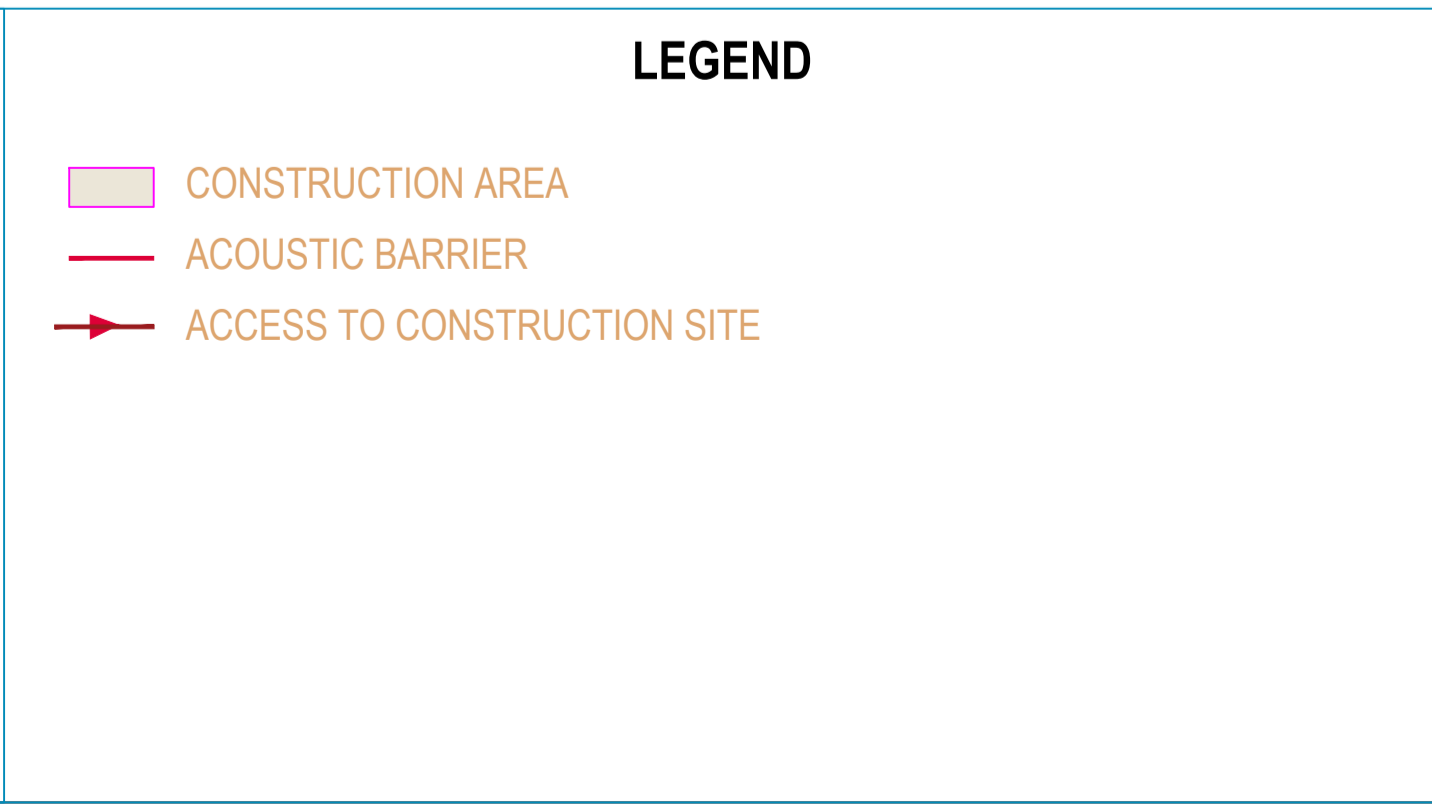 LEGEND
CONSTRUCTION AREA
ACOUSTIC BARRIER
ACCESS TO CONSTRUCTION SITE